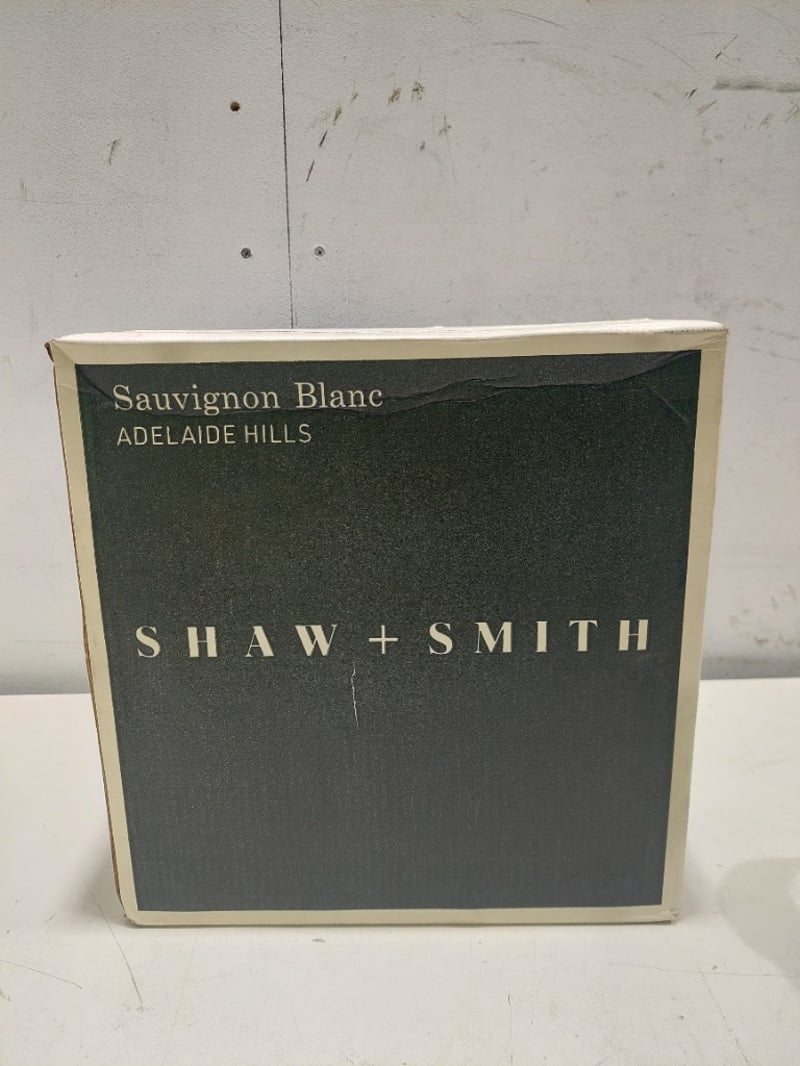 Sauvignon Blanc
ADELAIDE HILLS
SHAW + SMITH